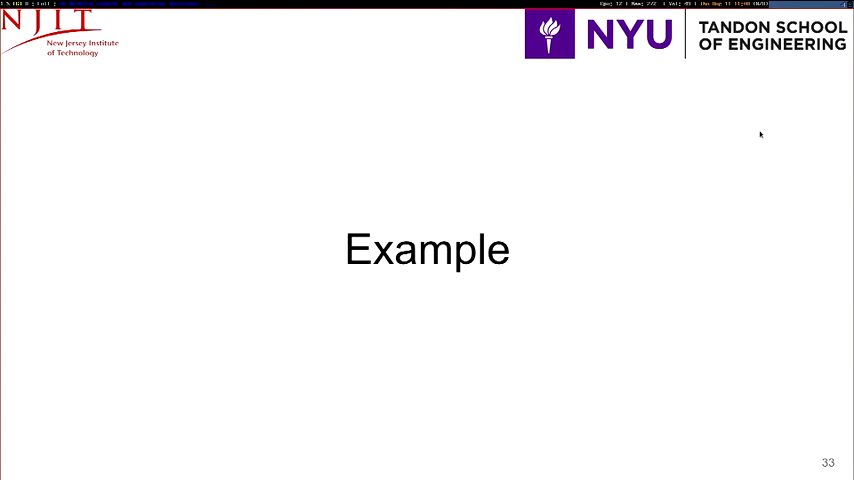 NJIT
New Jersey Institute
of Technology
NYU
TANDON SCHOOL
OF ENGINEERING
Example
33